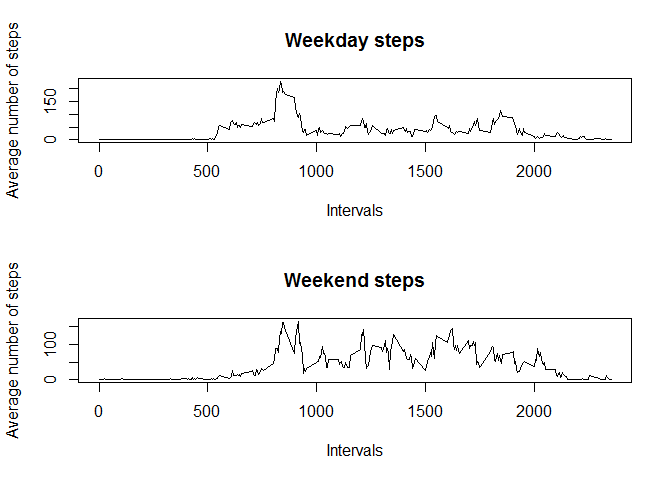 Weekday steps
Average number of steps
150
0
0 500 1000 1500 2000
Intervals
Weekend steps
Average number of steps
100
0
0 500 1000 1500 2000
Intervals